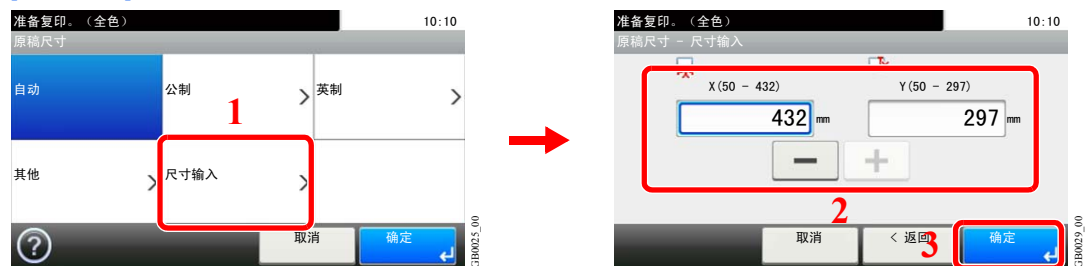 准备复印。（全色） 10:10
原稿尺寸
自动
公制
英制
1
其他
尺寸输入
取消
确定
GB0025_00
准备复印。（全色） 10:10
原稿尺寸 - 尺寸输入
X(50 - 432)
Y(50 - 297)
432 mm
297 mm
2
取消
< 返回
3
确定
GB0029_00